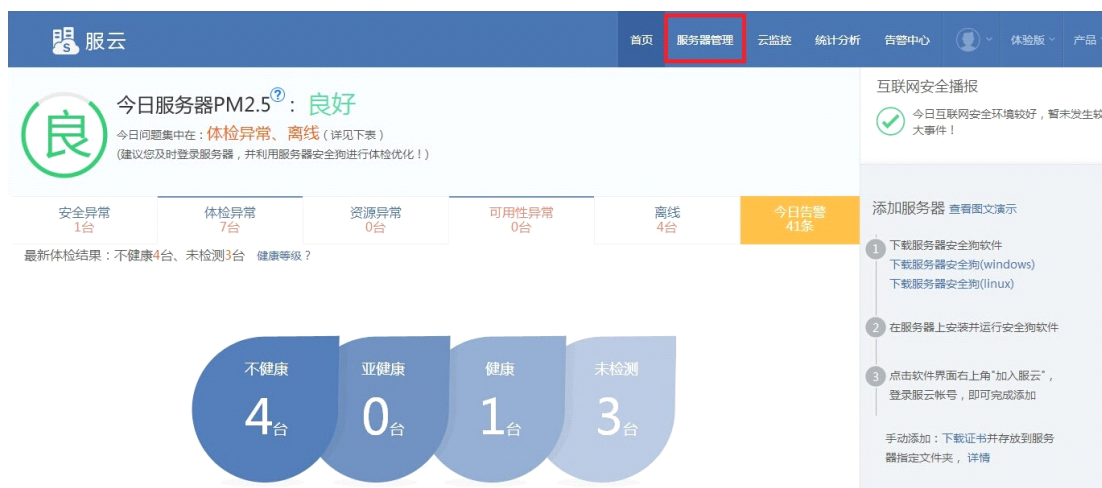 盟 S 服云 首页 服务器管理 云监控 统计分析 告警中心 体验版 产品
良
今日服务器PM2.5?：良好
今日问题集中在：体检异常、离线（详见下表）
(建议您及时登录服务器，并利用服务器安全狗进行体检优化！)
安全异常 体检异常 资源异常 可用性异常 离线 今日告警
1台 7台 0台 0台 4台 41条
最新体检结果：不健康4台、未检测3台 健康等级？
不健康 亚健康 健康 未检测
4台 0台 1台 3台
互联网安全播报
今日互联网安全环境较好，暂未发生较
大事件！
添加服务器 查看图文演示
1 下载服务器安全狗软件
下载服务器安全狗(windows)
下载服务器安全狗(linux)
2 在服务器上安装并运行安全狗软件
3 点击软件界面右上角"加入服云"，
登录服云帐号，即可完成添加
手动添加：下载证书并存放到服务
器指定文件夹，详情